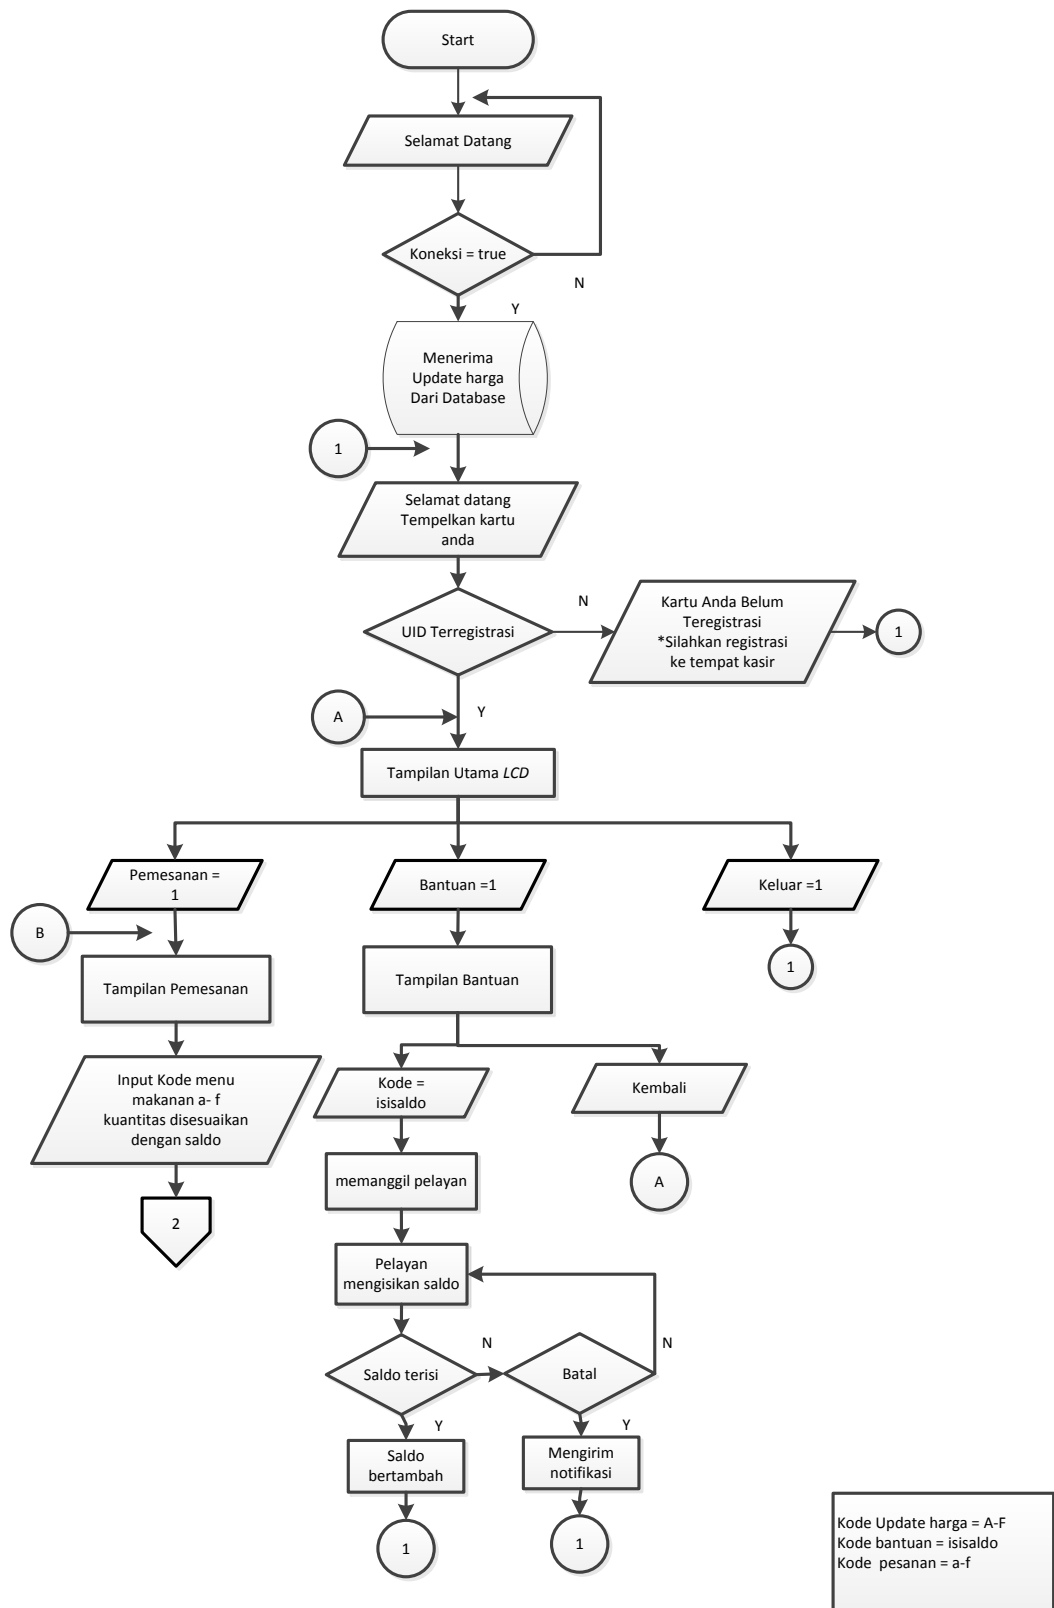 Start
Selamat Datang
Koneksi = true
N
Y
Menerima
Update harga
Dari Database
1
Selamat datang
Tempelkan kartu
anda
UID Terregistrasi
N
Kartu Anda Belum
Teregistrasi
*Silahkan registrasi
ke tempat kasir
1
A
Y
Tampilan Utama LCD
Pemesanan =
1
Bantuan =1
Keluar =1
B
1
Tampilan Pemesanan
Tampilan Bantuan
Input Kode menu
makanan a- f
kuantitas disesuaikan
dengan saldo
Kode =
isisaldo
Kembali
memanggil pelayan
A
2
Pelayan
mengisikan saldo
Saldo terisi
N
Batal
N
Y
Y
Saldo
bertambah
Mengirim
notifikasi
1
1
Kode Update harga = A-F
Kode bantuan = isisaldo
Kode  pesanan = a-f